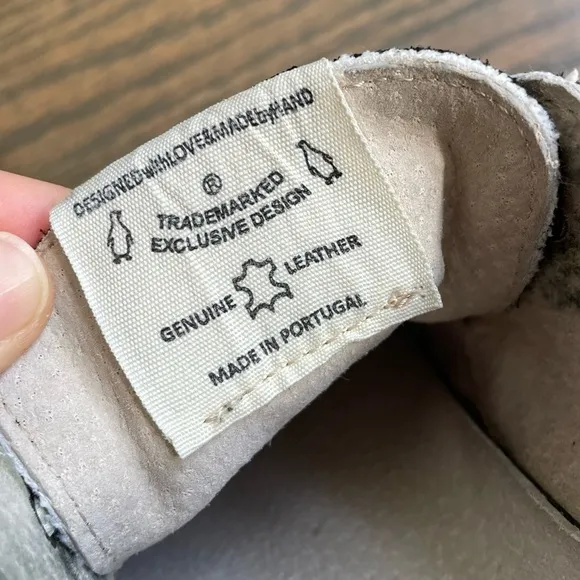 DESIGNEDwithLOVE&MADEbyHAND
®
TRADEMARKED
EXCLUSIVE DESIGN
GENUINE LEATHER
MADE IN PORTUGAL